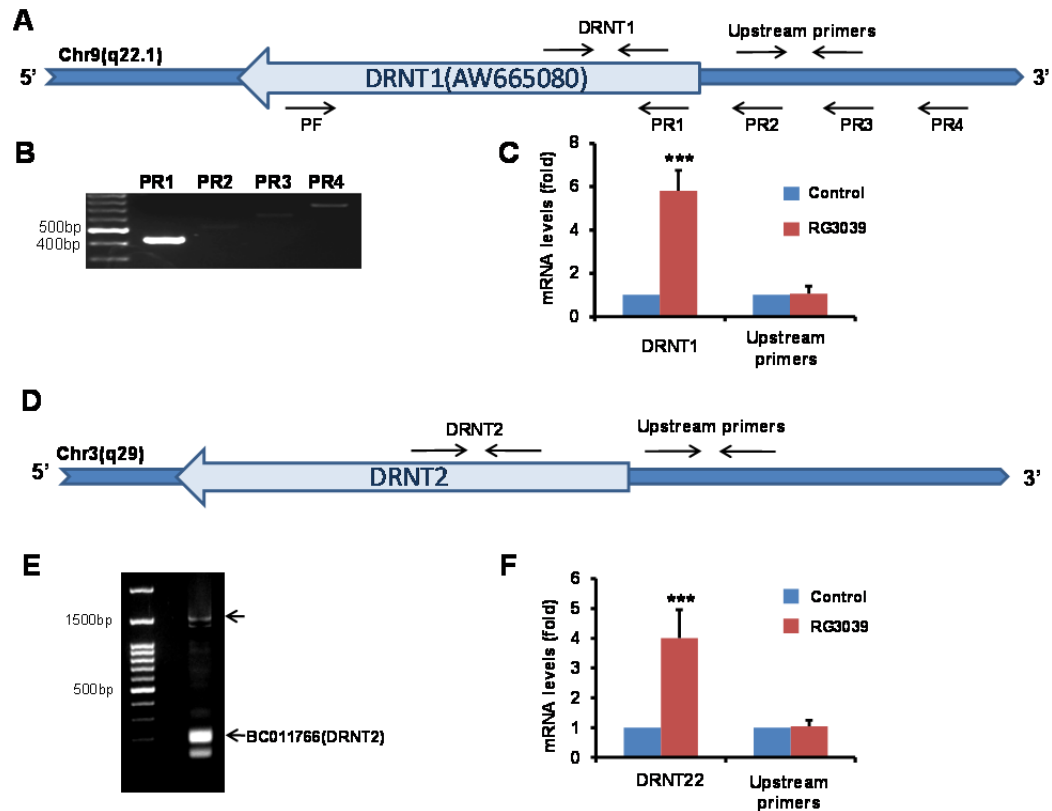 A
Chr9(q22.1)
DRNT1
Upstream primers
5’
DRNT1(AW665080)
3’
PF
PR1
PR2
PR3
PR4
B
PR1 PR2 PR3 PR4
500bp
400bp
C
mRNA levels (fold)
8
6
4
2
0
***
Control
RG3039
DRNT1
Upstream
primers
D
Chr3(q29)
DRNT2
Upstream primers
5’
DRNT2
3’
E
1500bp
500bp
BC011766(DRNT2)
F
mRNA levels (fold)
6
5
4
3
2
1
0
***
Control
RG3039
DRNT22
Upstream
primers